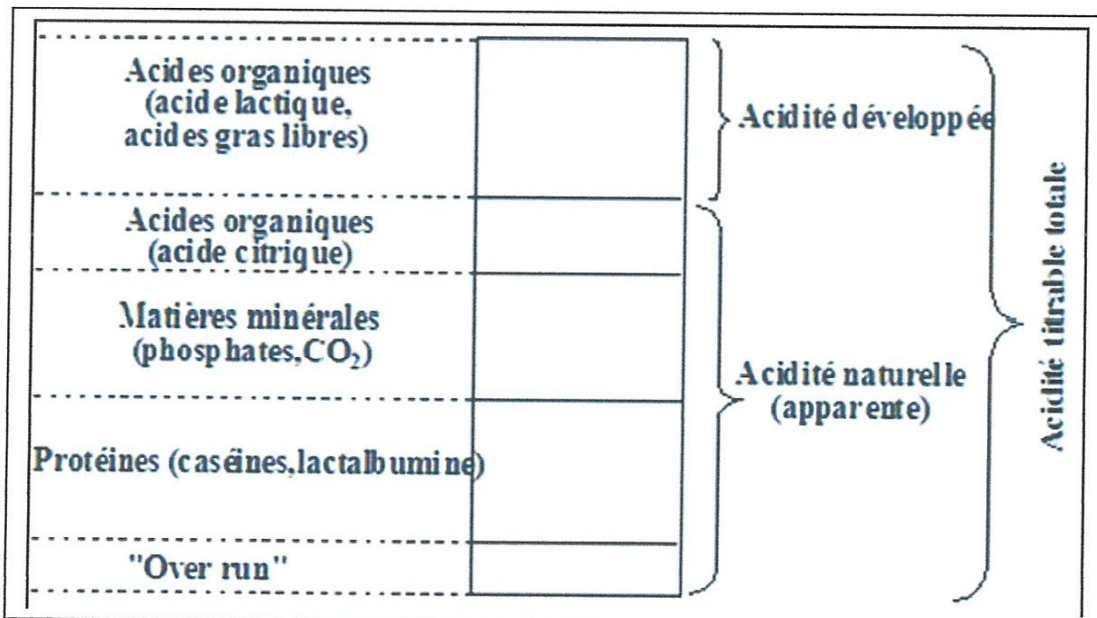 Acides organiques
(acide lactique,
acides gras libres)
Acidité développée
Acides organiques
(acide citrique)
Matières minérales
(phosphates,CO₂)
Acidité naturelle
(apparente)
Protéines (caséines,lactalbumine)
"Over run"
Acidité titrable totale